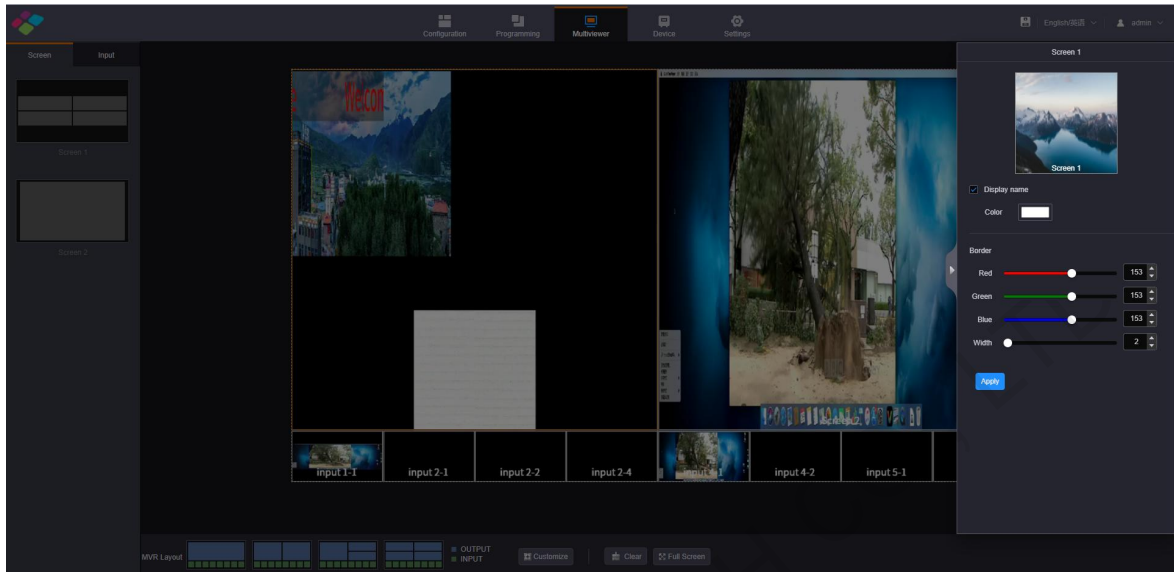 Configuration
Programming
Multiviewer
Device
Settings
English/英语
admin
Screen
Input
Screen 1
Screen 2
Welcon
Screen 2
input 1-1
input 2-1
input 2-2
input 2-4
input 4-2
input 5-1
MVR Layout
OUTPUT
INPUT
Customize
Clear
Full Screen
Screen 1
Screen 1
Display name
Color
Border
Red
153
Green
153
Blue
153
Width
2
Apply